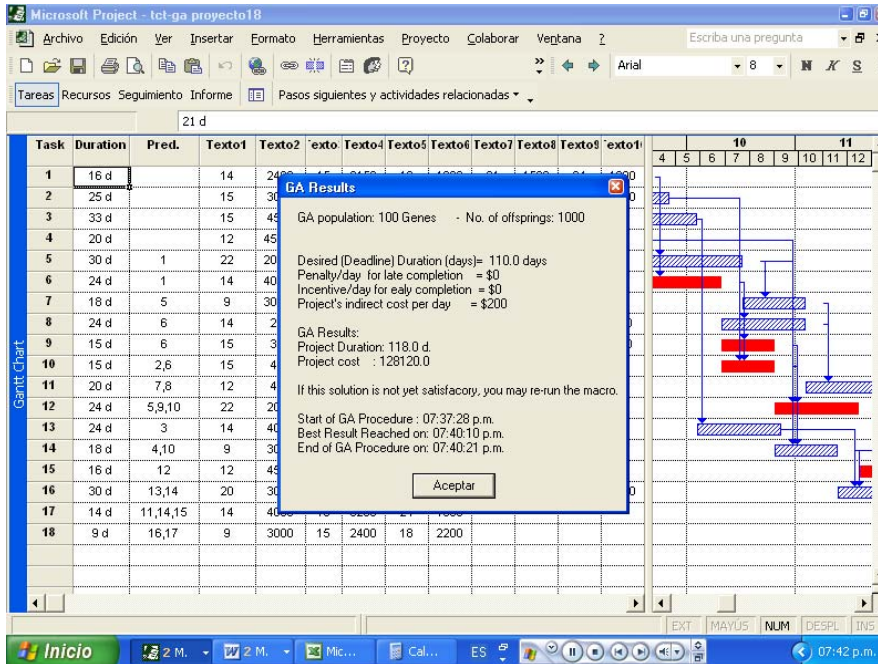 Microsoft Project - tct-ga proyecto18
Archivo Edición Ver Insertar Formato Herramientas Proyecto Colaborar Ventana ? Escriba una pregunta
Arial 8 N K S
Tareas Recursos Seguimiento Informe Pasos siguientes y actividades relacionadas
21 d
Task Duration Pred. Texto1 Texto2 exto Texto4 Texto5 Texto6 Texto7 Texto8 Texto9 exto1 10 11
4 5 6 7 8 9 10 11 12
1 16 d 14
2 25 d 15
3 33 d 15
4 20 d 12
5 30 d 1 22
6 24 d 1 14
7 18 d 5 9
8 24 d 6 14
9 15 d 6 15
10 15 d 2,6 15
11 20 d 7,8 12
12 24 d 5,9,10 22
13 24 d 3 14
14 18 d 4,10 9
15 16 d 12 12
16 30 d 13,14 20
17 14 d 11,14,15 14
18 9 d 16,17 9 3000 15 2400 18 2200
Gantt Chart
GA Results
GA population: 100 Genes - No. of offsprings: 1000
Desired (Deadline) Duration (days)= 110.0 days
Penalty/day for late completion = $0
Incentive/day for ealy completion = $0
Project's indirect cost per day = $200
GA Results:
Project Duration: 118.0 d.
Project cost : 128120.0
If this solution is not yet satisfacory, you may re-run the macro.
Start of GA Procedure : 07:37:28 p.m.
Best Result Reached on: 07:40:10 p.m.
End of GA Procedure on: 07:40:21 p.m.
Aceptar
EXT MAYÚS NUM DESPL INS
Inicio 2 M. 2 M. Mic... Cal... ES 07:42 p.m.